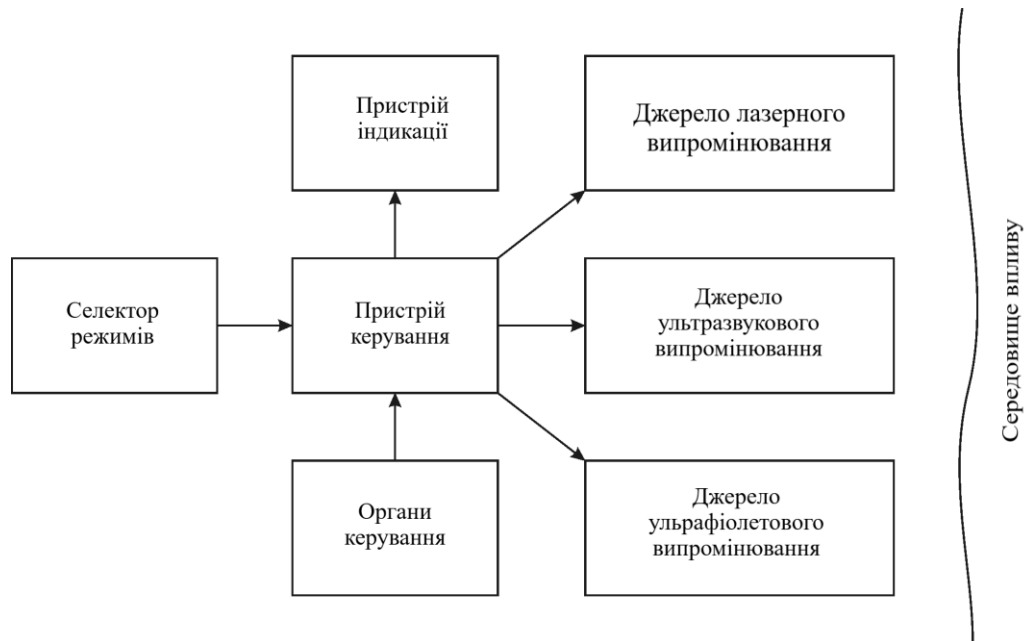 Пристрій
індикації
Джерело лазерного
випромінювання
Селектор
режимів
Пристрій
керування
Джерело
ультразвукового
випромінювання
Органи
керування
Джерело
ульрафіолетового
випромінювання
Середовище впливу